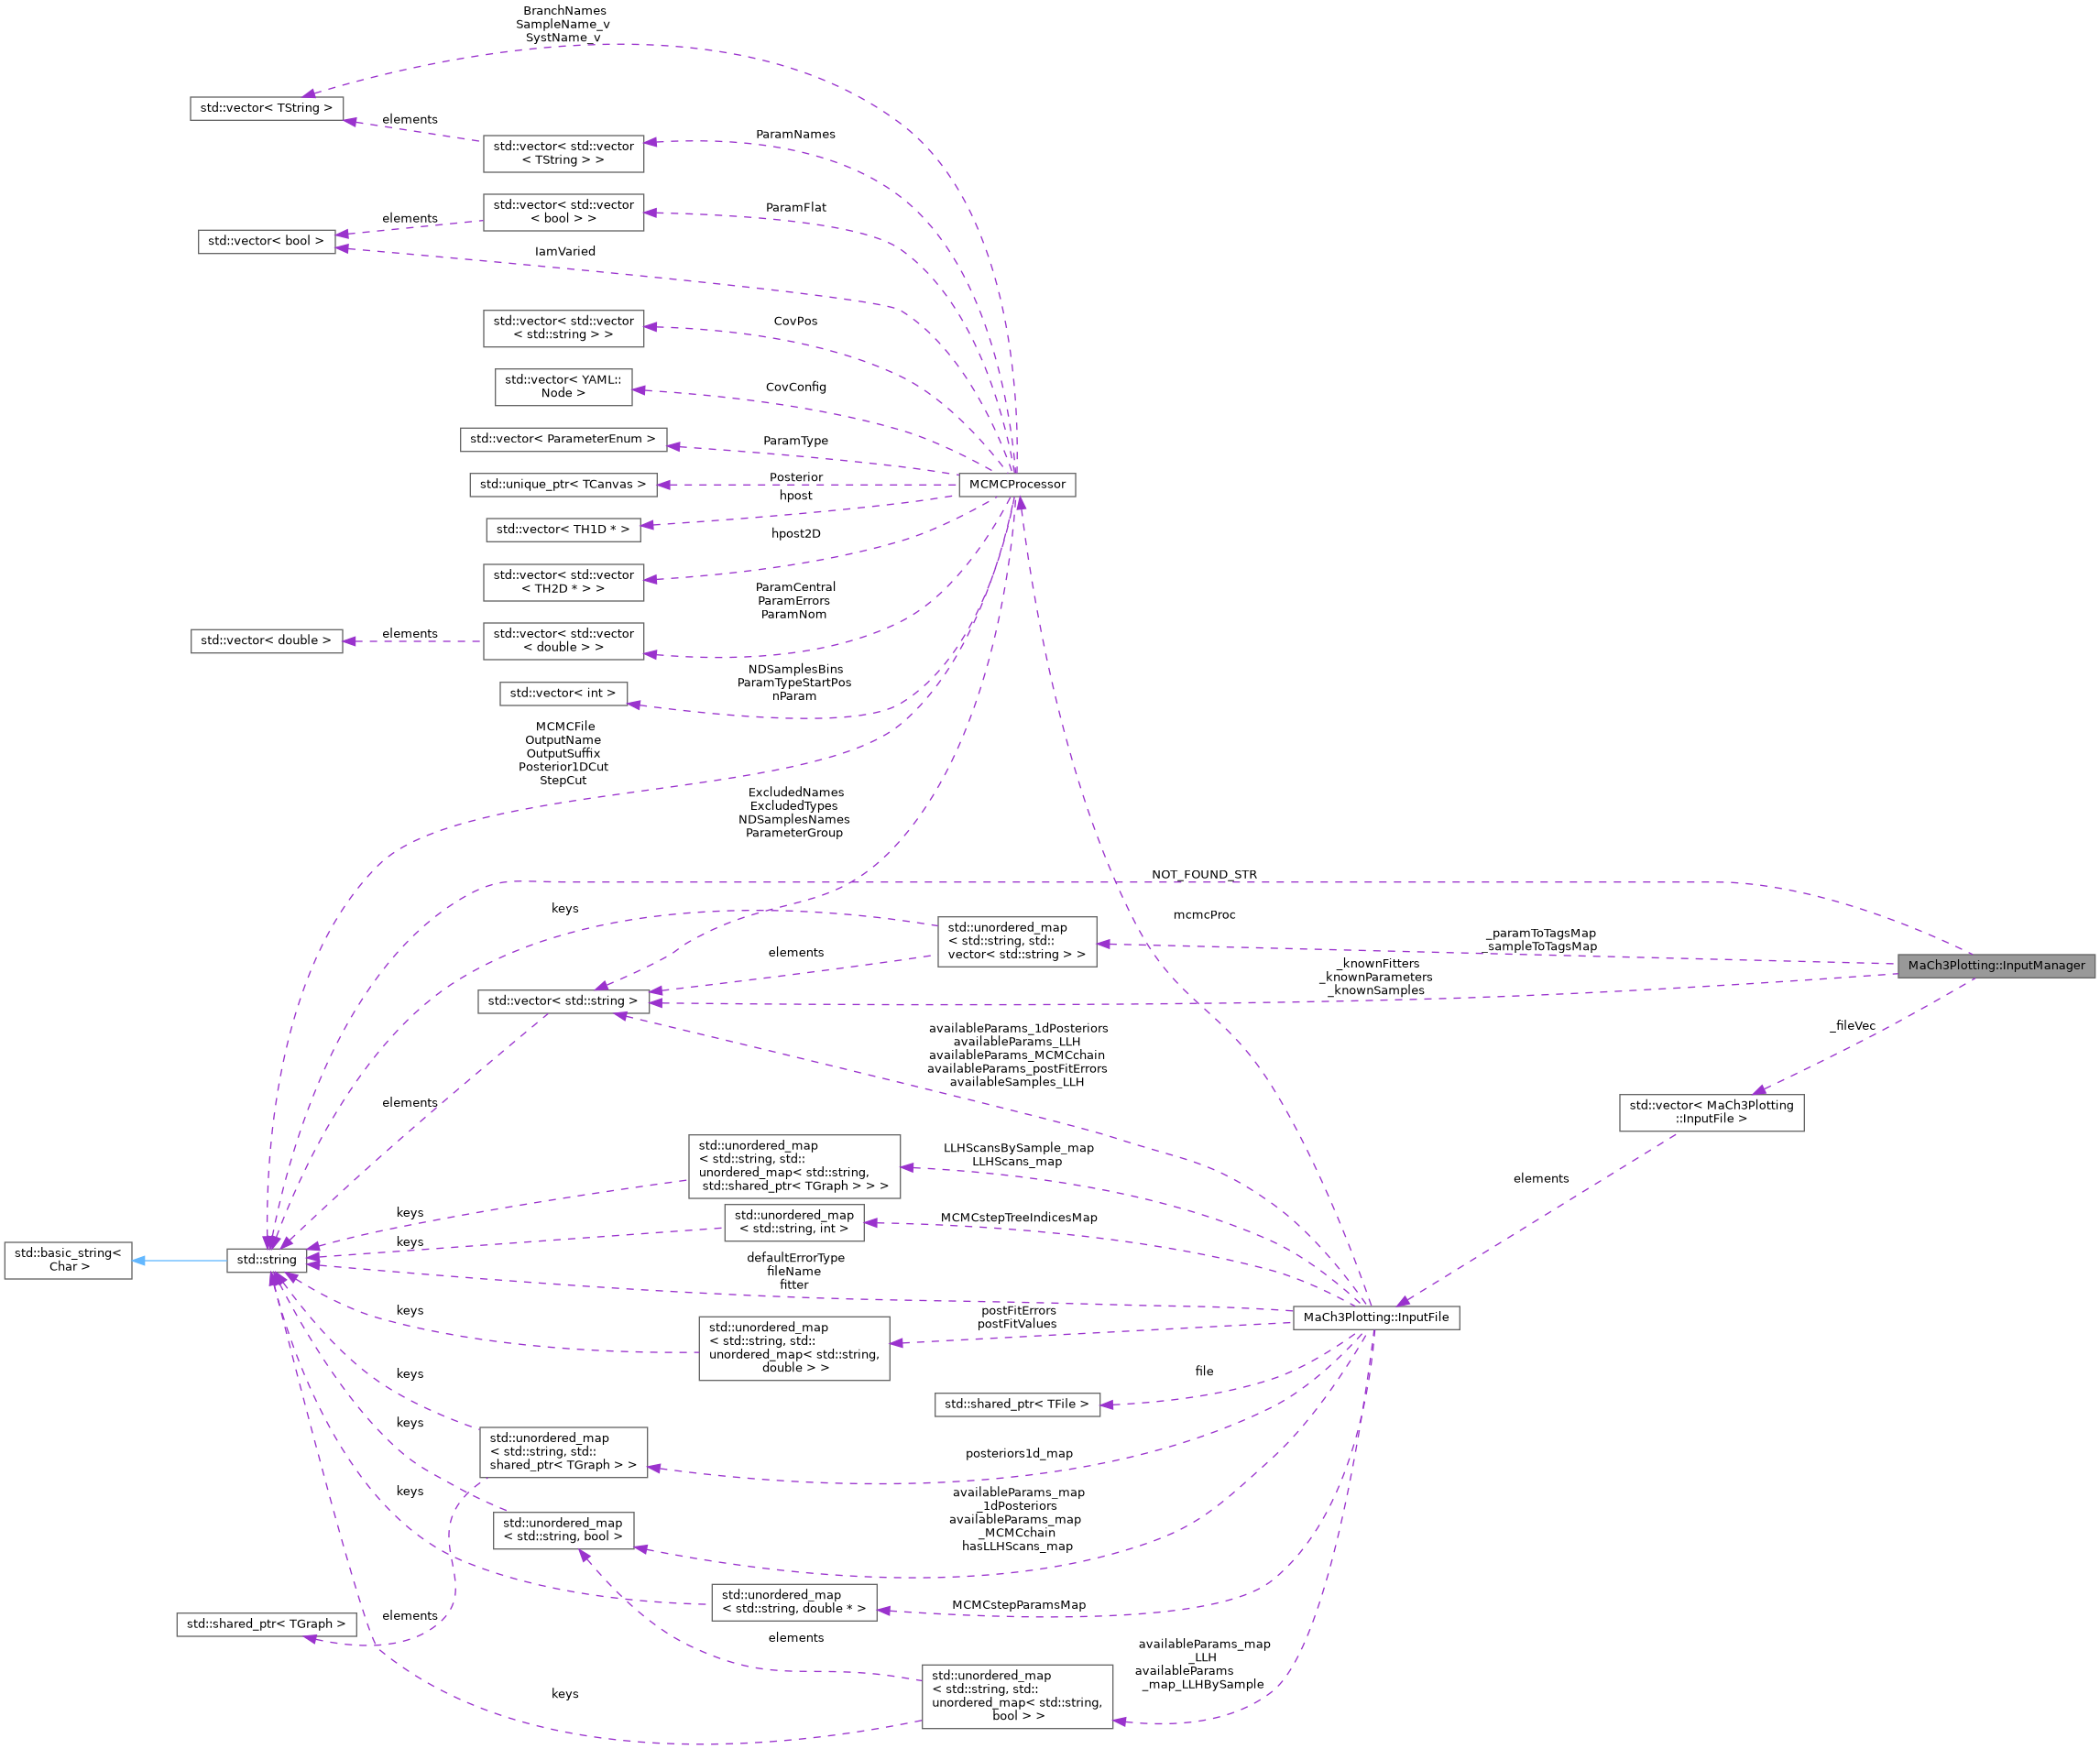 BranchNames
SampleName_v
SystName_v
std::vector< TString >
elements
std::vector< std::vector
< TString > >
ParamNames
std::vector< std::vector
< bool > >
ParamFlat
elements
std::vector< bool >
IamVaried
std::vector< std::vector
< std::string > >
CovPos
std::vector< YAML::
Node >
CovConfig
std::vector< ParameterEnum >
ParamType
std::unique_ptr< TCanvas >
Posterior
MCMCProcessor
hpost
std::vector< TH1D * >
hpost2D
std::vector< std::vector
< TH2D * > >
ParamCentral
ParamErrors
ParamNom
std::vector< double >
elements
std::vector< std::vector
< double > >
NDSamplesBins
ParamTypeStartPos
nParam
std::vector< int >
MCMCFile
OutputName
OutputSuffix
Posterior1DCut
StepCut
ExcludedNames
ExcludedTypes
NDSamplesNames
ParameterGroup
NOT_FOUND_STR
keys
mcmcProc
std::unordered_map
< std::string, std::
vector< std::string > >
_paramToTagsMap
_sampleToTagsMap
elements
MaCh3Plotting::InputManager
_knownFitters
_knownParameters
_knownSamples
std::vector< std::string >
_fileVec
availableParams_1dPosteriors
availableParams_LLH
availableParams_MCMCchain
availableParams_postFitErrors
availableSamples_LLH
elements
std::vector< MaCh3Plotting
::InputFile >
std::unordered_map
< std::string, std::
unordered_map< std::string,
std::shared_ptr< TGraph > > >
LLHScansBySample_map
LLHScans_map
elements
keys
std::unordered_map
< std::string, int >
MCMCstepTreeIndicesMap
keys
std::basic_string<
Char >
std::string
defaultErrorType
fileName
fitter
keys
postFitErrors
postFitValues
MaCh3Plotting::InputFile
std::unordered_map
< std::string, std::
unordered_map< std::string,
double > >
keys
file
std::shared_ptr< TFile >
keys
std::unordered_map
< std::string, std::
shared_ptr< TGraph > >
posteriors1d_map
keys
availableParams_map
_1dPosteriors
availableParams_map
_MCMCchain
hasLLHScans_map
std::unordered_map
< std::string, bool >
std::unordered_map
< std::string, double * >
MCMCstepParamsMap
std::shared_ptr< TGraph >
elements
elements
availableParams_map
_LLH
availableParams
_map_LLHBySample
std::unordered_map
< std::string, std::
unordered_map< std::string,
bool > >
keys